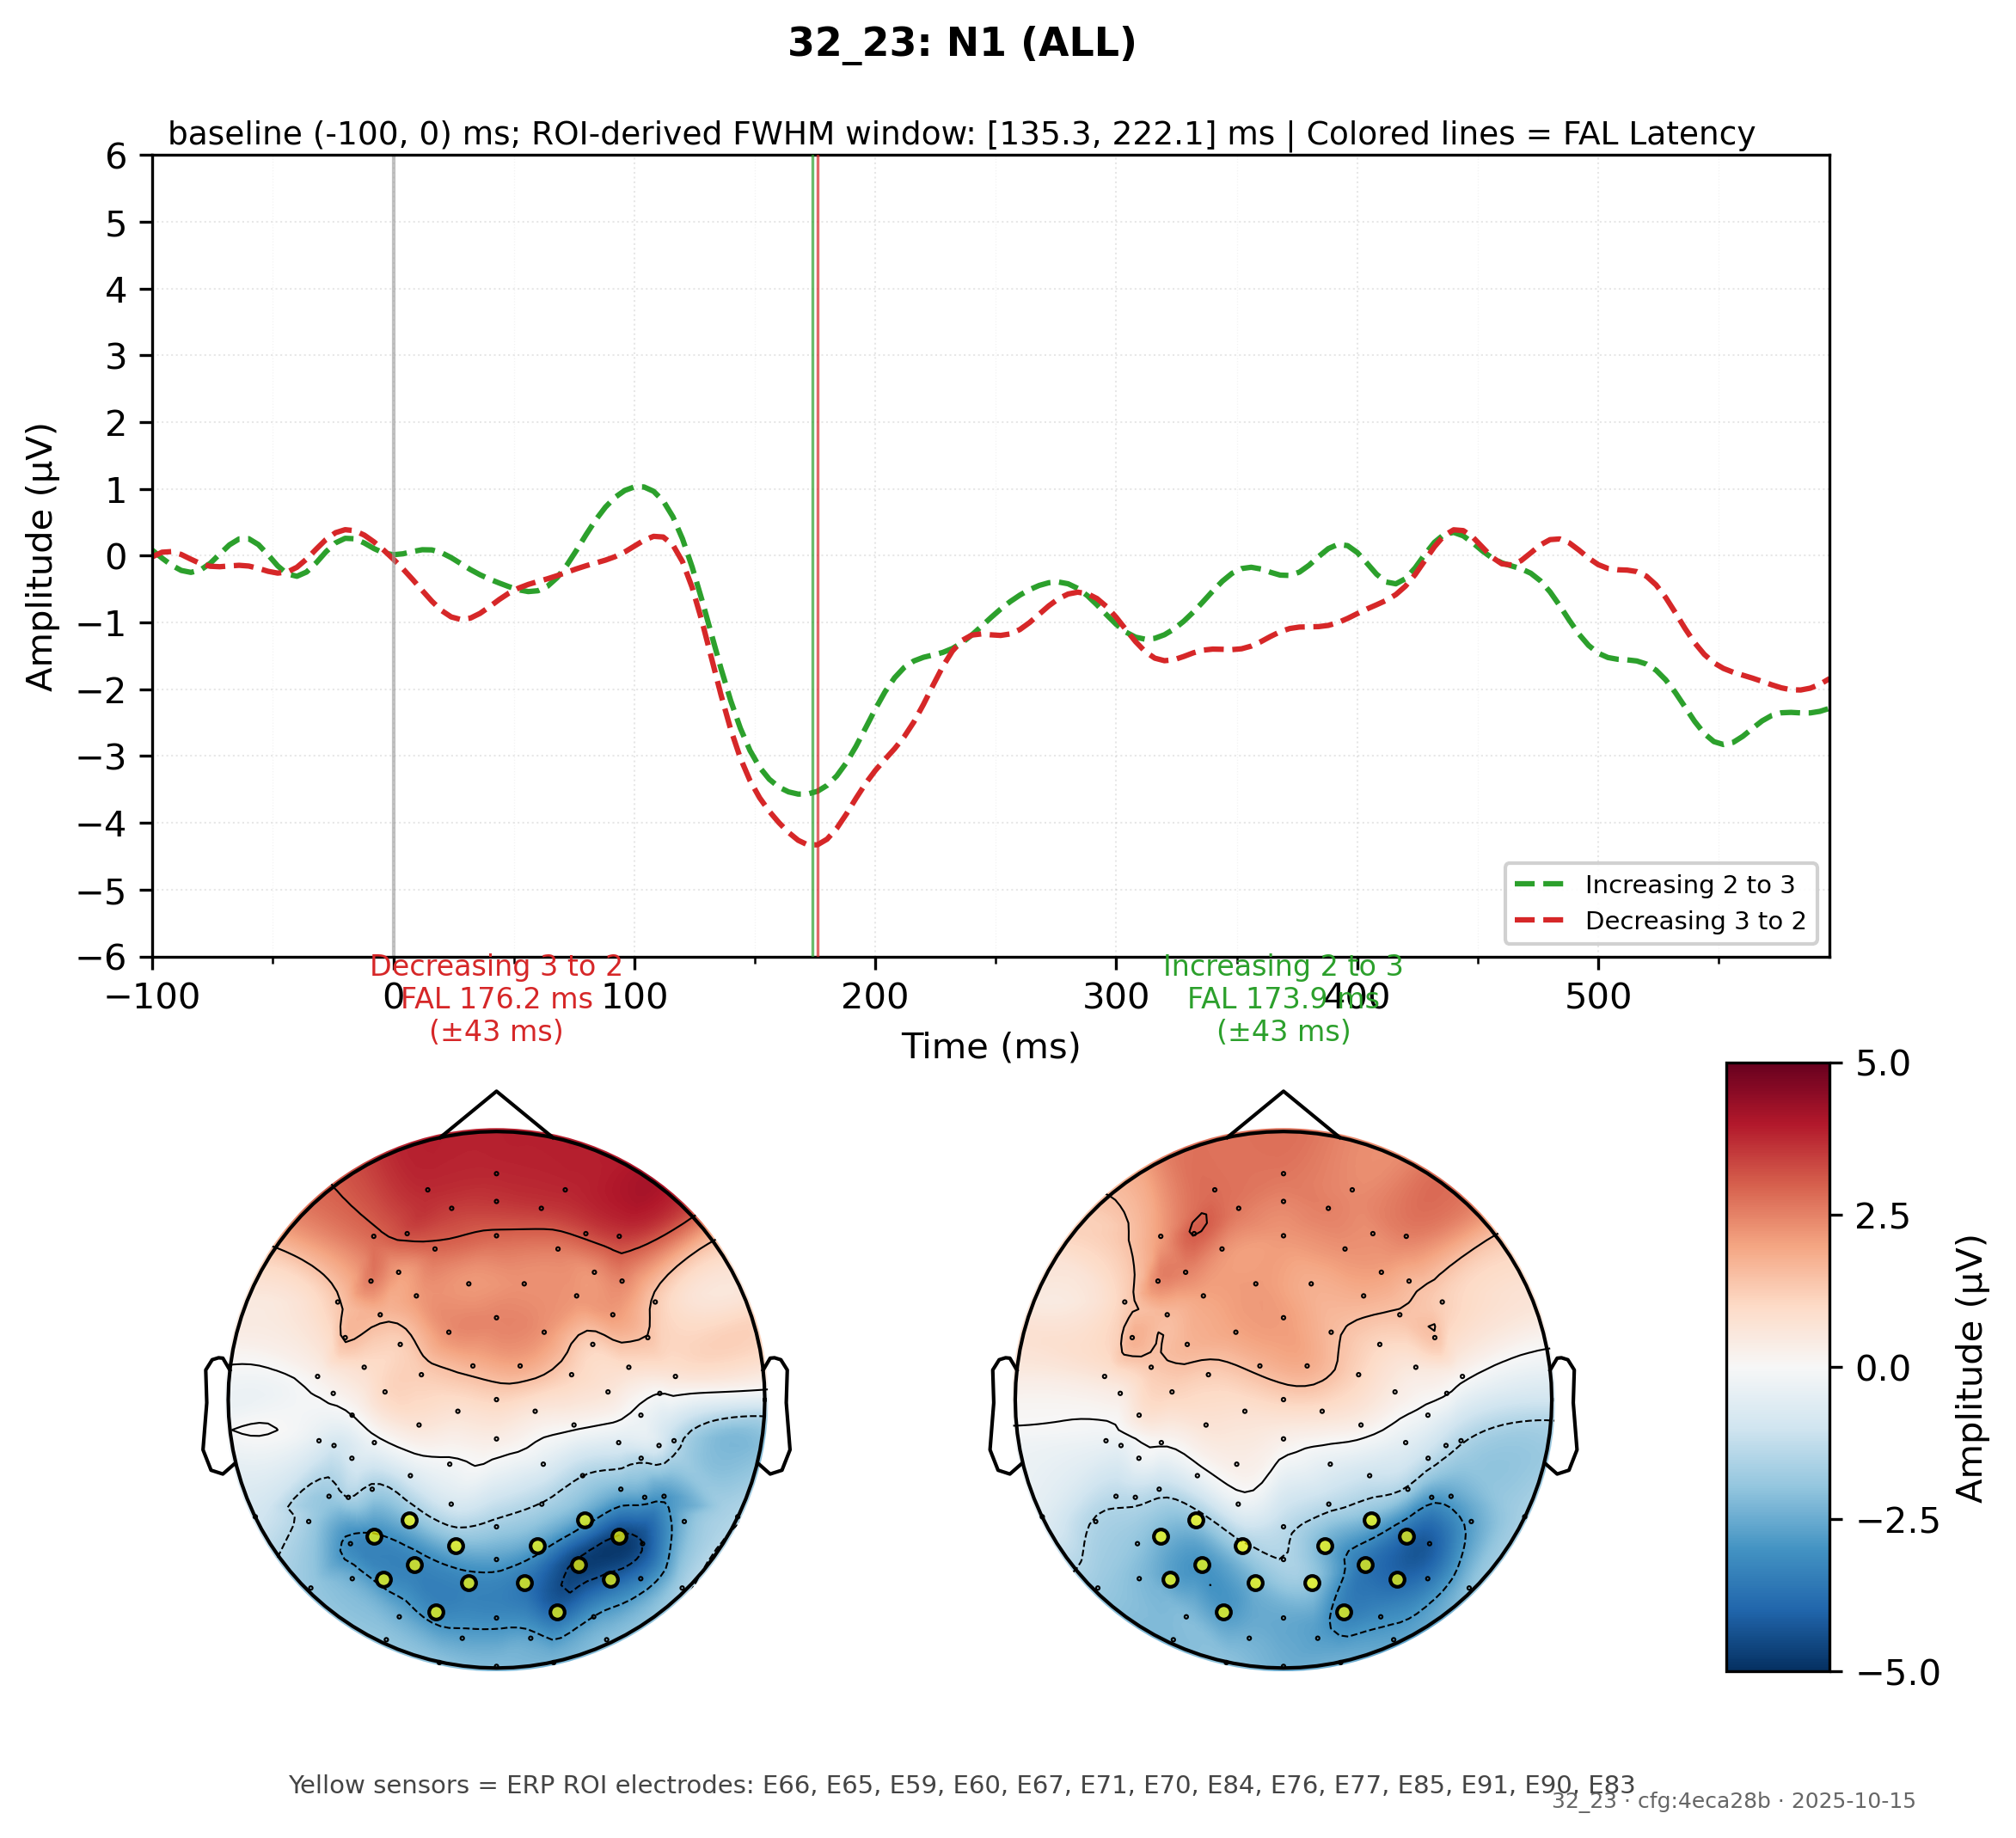 32_23: N1 (ALL)
baseline (-100, 0) ms; ROI-derived FWHM window: [135.3, 222.1] ms | Colored lines = FAL Latency
Amplitude (µV)
6
5
4
3
2
1
0
−1
−2
−3
−4
−5
−6
Increasing 2 to 3
Decreasing 3 to 2
−100
0
100
200
300
400
500
Time (ms)
Decreasing 3 to 2
FAL 176.2 ms
(±43 ms)
Increasing 2 to 3
FAL 173.9 ms
(±43 ms)
5.0
2.5
0.0
−2.5
−5.0
Amplitude (µV)
Yellow sensors = ERP ROI electrodes: E66, E65, E59, E60, E67, E71, E70, E84, E76, E77, E85, E91, E90, E83
32_23 · cfg:4eca28b · 2025-10-15